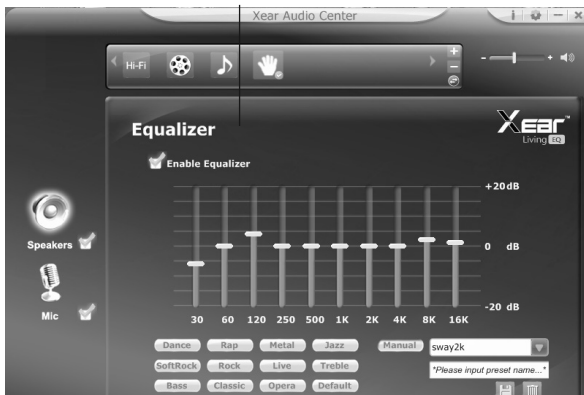 Xear Audio Center
i
Hi-Fi
+
-
- +
Equalizer
Xear™
Living EQ
Enable Equalizer
+20dB
0 dB
-20 dB
Speakers
Mic
30 60 120 250 500 1K 2K 4K 8K 16K
Dance Rap Metal Jazz Manual sway2k
SoftRock Rock Live Treble *Please input preset name...*
Bass Classic Opera Default